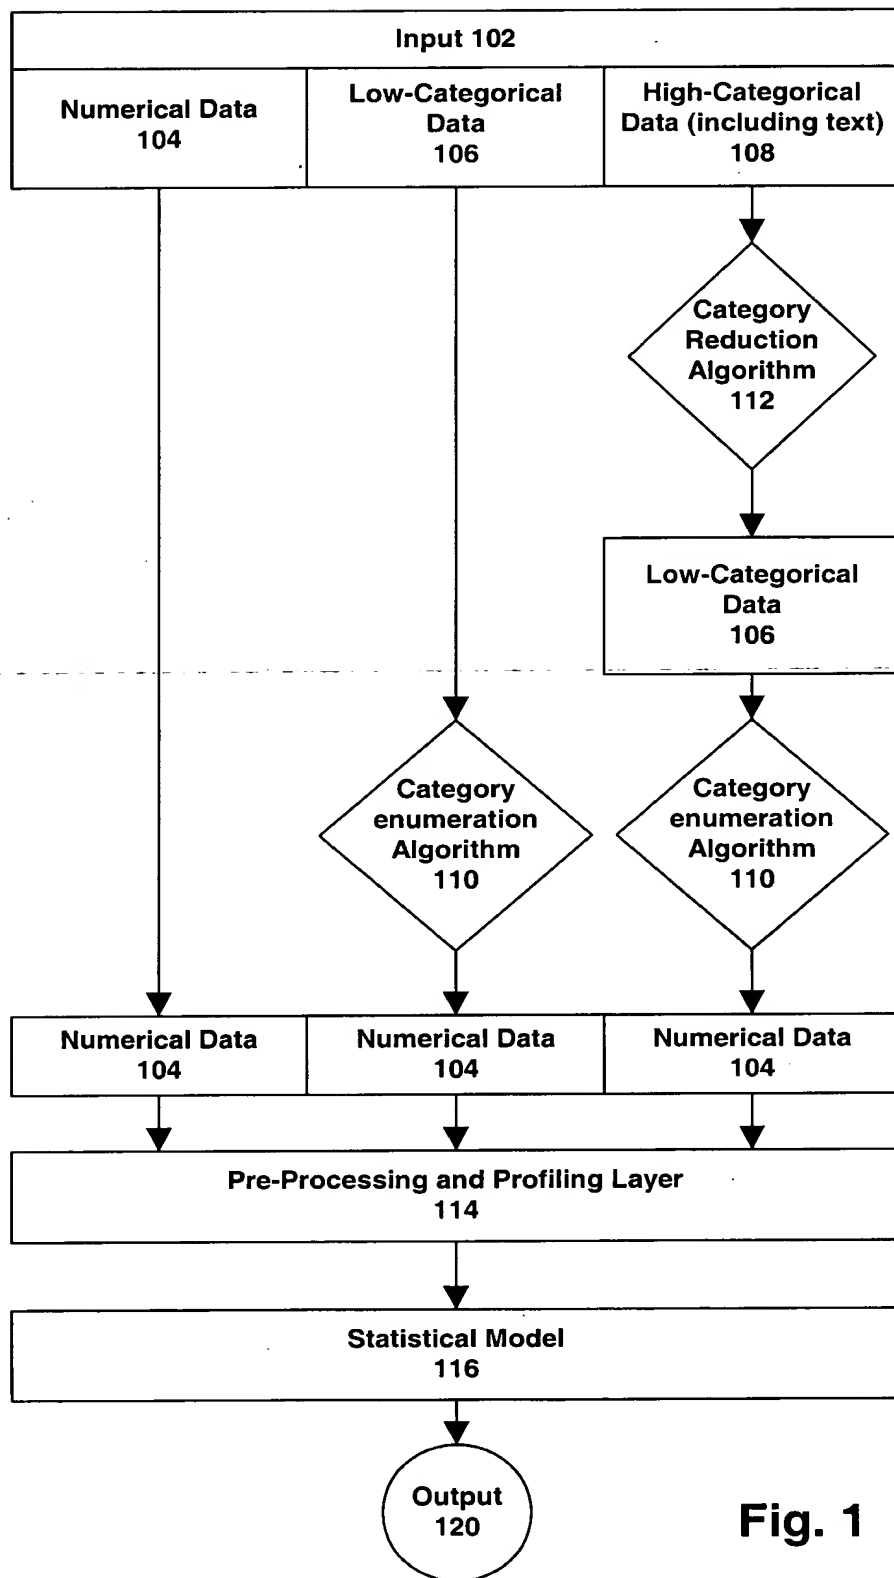 Input 102
Numerical Data
104
Low-Categorical
Data
106
High-Categorical
Data (including text)
108
Category
Reduction
Algorithm
112
Low-Categorical
Data
106
Category
enumeration
Algorithm
110
Category
enumeration
Algorithm
110
Numerical Data
104
Numerical Data
104
Numerical Data
104
Pre-Processing and Profiling Layer
114
Statistical Model
116
Output
120
Fig. 1